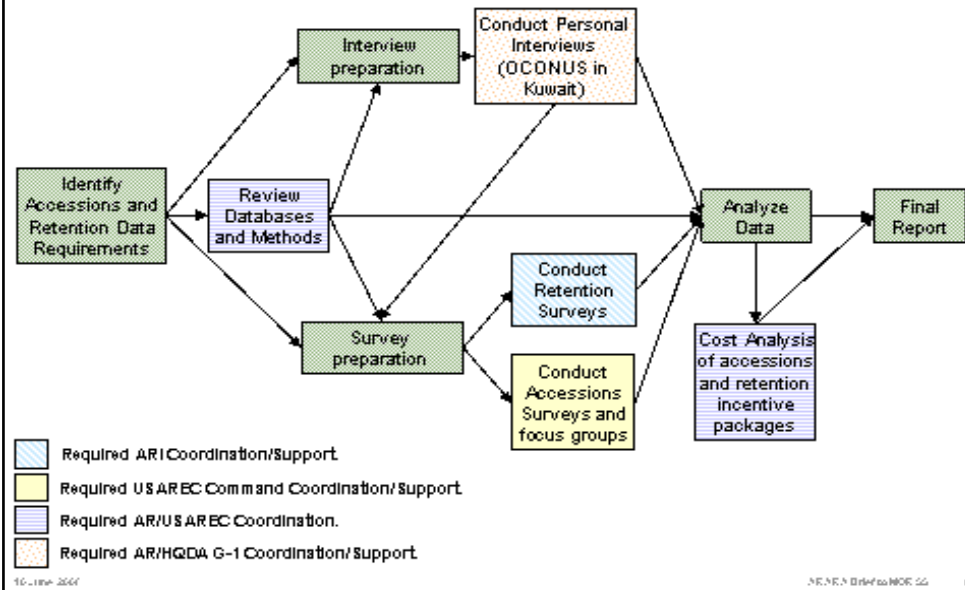 Interview
preparation
Conduct Personal
Interviews
(OCONUS in
Kuwait)
Identify
Accessions and
Retention Data
Requirements
Review
Databases
and Methods
Analyze
Data
Final
Report
Conduct
Retention
Surveys
Survey
preparation
Conduct
Accessions
Surveys and
focus groups
Cost Analysis
of accessions
and retention
incentive
packages
Required ARI Coordination/Support.
Required USAREC Command Coordination/Support.
Required AR/USAREC Coordination.
Required AR/HQDA G-1 Coordination/Support.